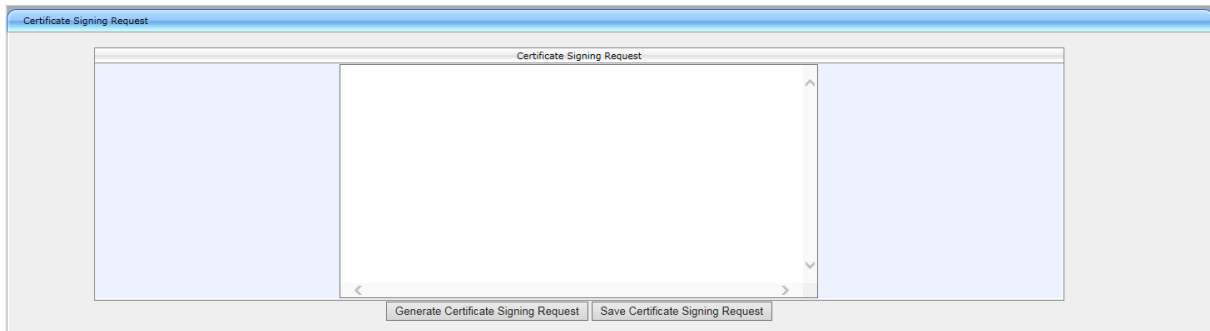 Certificate Signing Request
Certificate Signing Request
Generate Certificate Signing Request Save Certificate Signing Request